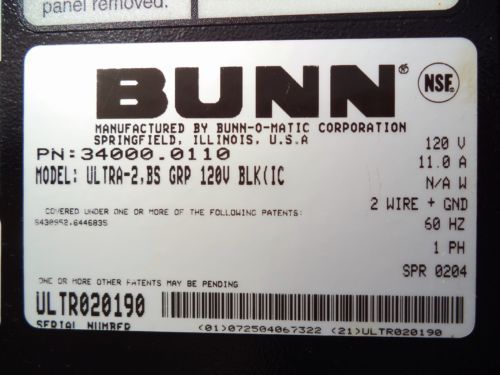 panel removed.
BUNN®
NSF®
MANUFACTURED BY BUNN-O-MATIC CORPORATION
SPRINGFIELD, ILLINOIS, U.S.A
PN:34000.0110
MODEL: ULTRA-2,BS GRP 120V BLK(IC
120 V
11.0 A
N/A W
2 WIRE + GND
60 HZ
1 PH
SPR 0204
COVERED UNDER ONE OR MORE OF THE FOLLOWING PATENTS:
5430952,6446835
ONE OR MORE OTHER PATENTS MAY BE PENDING
ULTR020190
SERIAL NUMBER
(01)072504067322 (21)ULTR020190